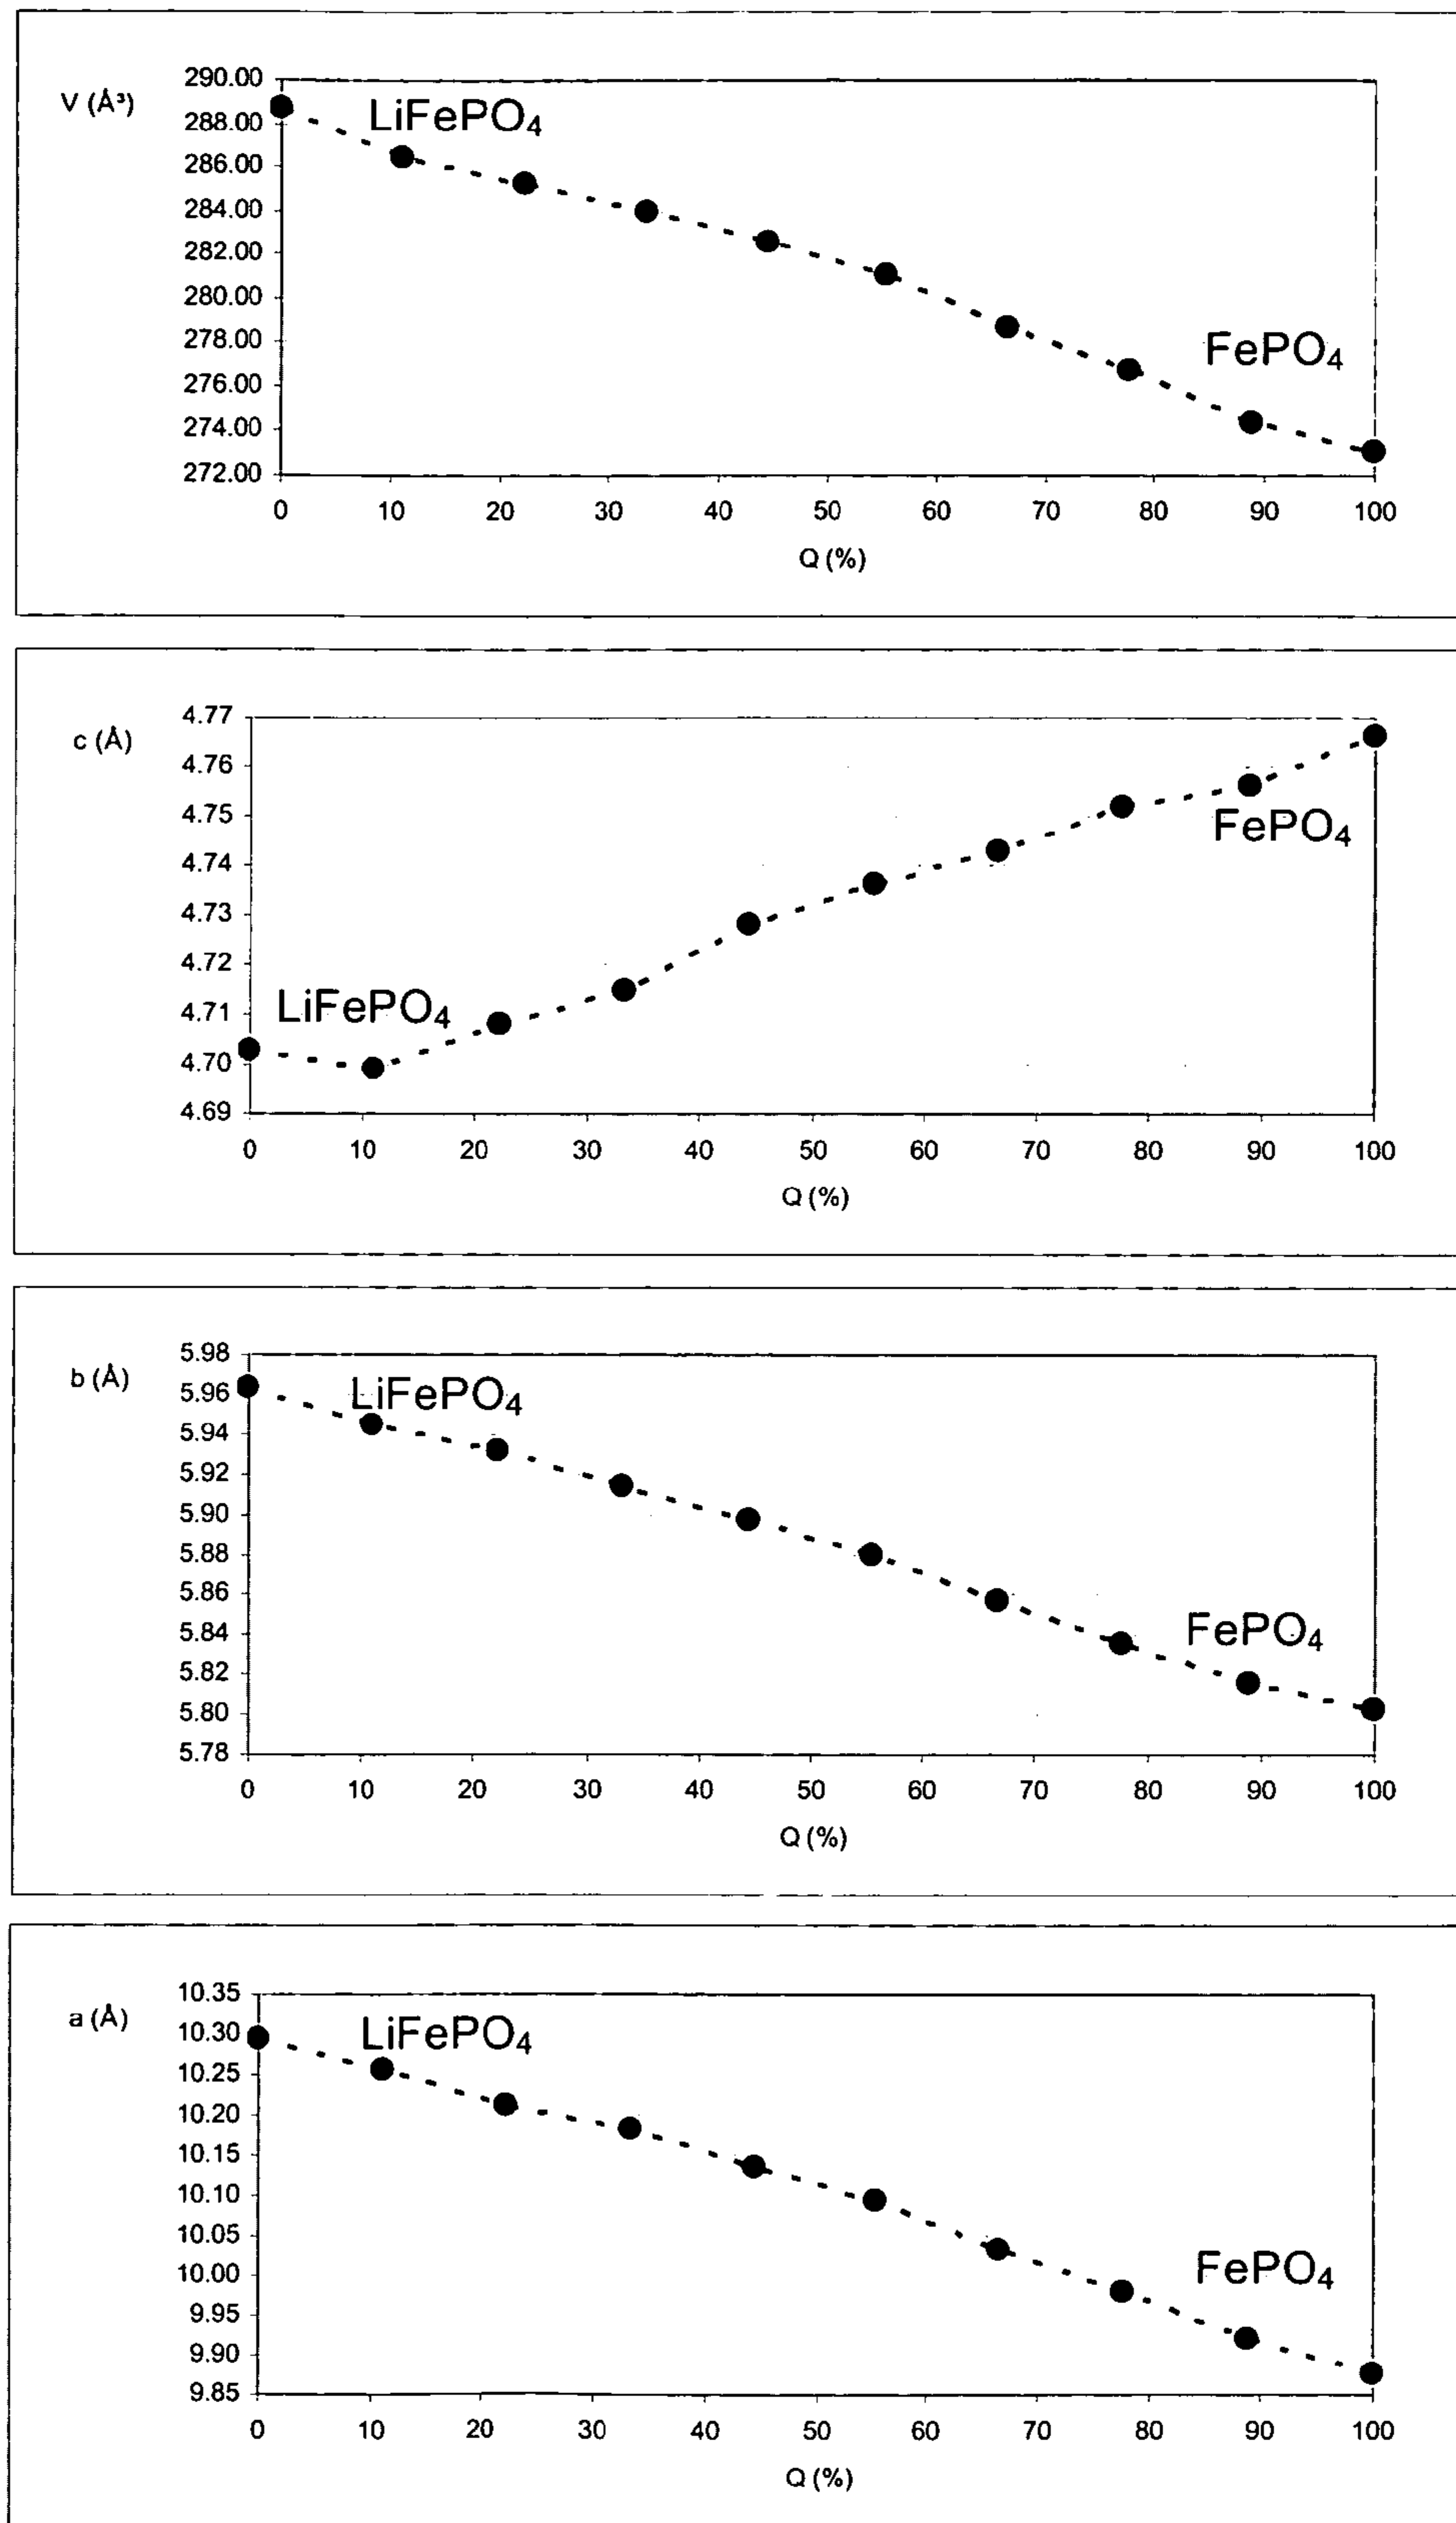 V (Å³)
290.00
288.00
286.00
284.00
282.00
280.00
278.00
276.00
274.00
272.00
LiFePO₄
FePO₄
0 10 20 30 40 50 60 70 80 90 100
Q (%)
c (Å)
4.77
4.76
4.75
4.74
4.73
4.72
4.71
4.70
4.69
LiFePO₄
FePO₄
0 10 20 30 40 50 60 70 80 90 100
Q (%)
b (Å)
5.98
5.96
5.94
5.92
5.90
5.88
5.86
5.84
5.82
5.80
5.78
LiFePO₄
FePO₄
0 10 20 30 40 50 60 70 80 90 100
Q (%)
a (Å)
10.35
10.30
10.25
10.20
10.15
10.10
10.05
10.00
9.95
9.90
9.85
LiFePO₄
FePO₄
0 10 20 30 40 50 60 70 80 90 100
Q (%)